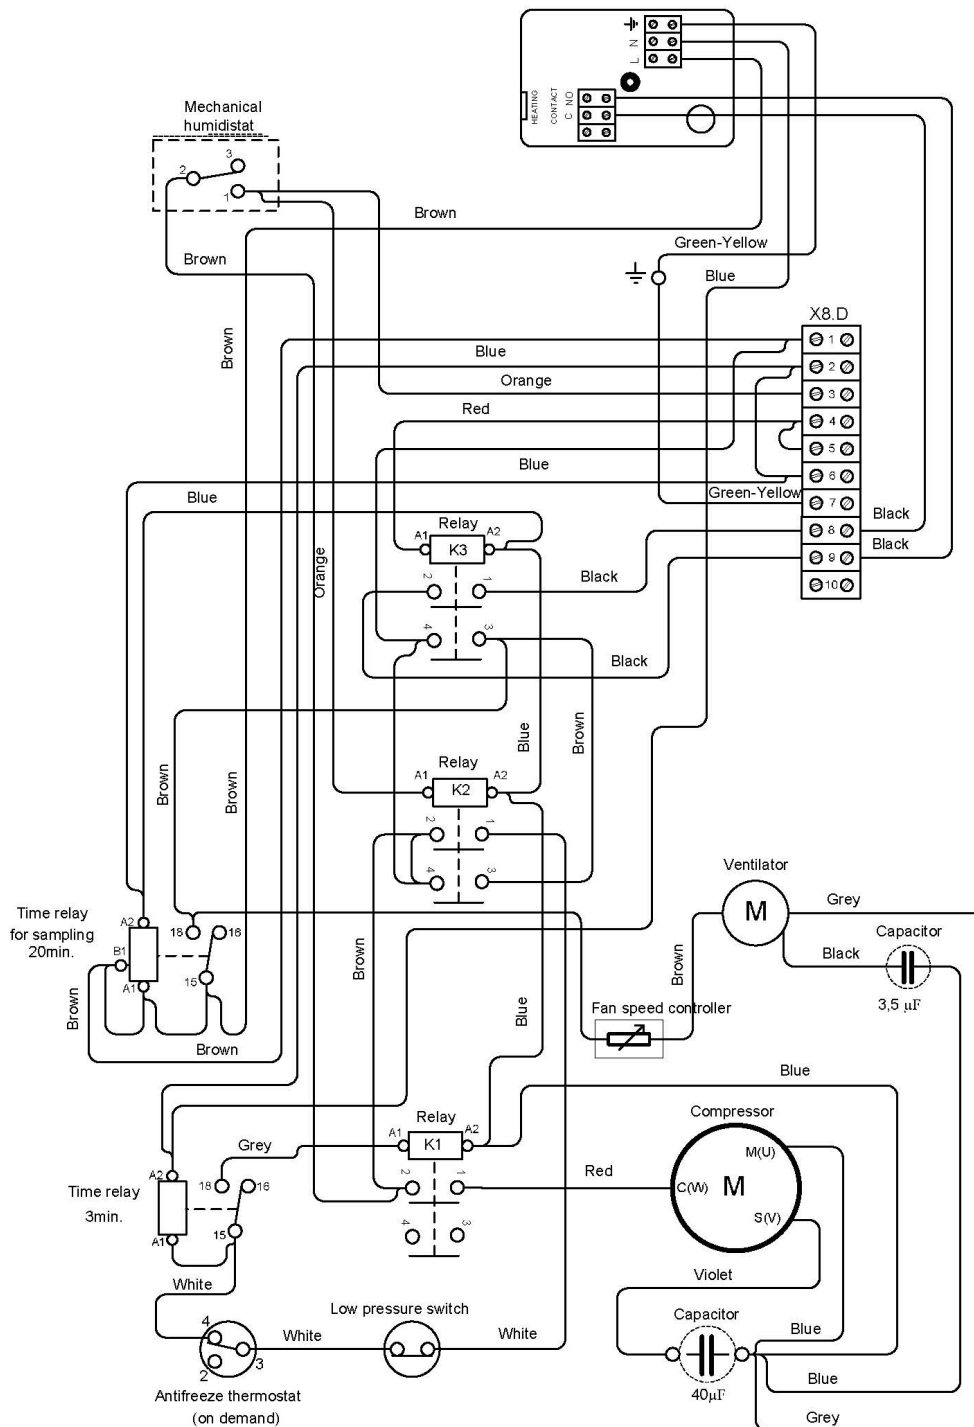 N
L
HEATING
CONTACT
C NO
Mechanical
humidistat
3
2
1
Brown
Green-Yellow
Brown
Blue
X8.D
Brown
1
Blue
2
Orange
3
Red
4
Blue
5
6
Blue
Green-Yellow
7
Black
8
Relay
A1
K3
A2
Black
9
Orange
2
1
Black
10
4
3
Black
Brown
Brown
Blue
Brown
Relay
A1
K2
A2
2
1
4
3
Ventilator
M
Grey
Time relay
for sampling
20min.
A2
18
16
B1
15
A1
Capacitor
Black
3,5 µF
Brown
Brown
Brown
Blue
Fan speed controller
Brown
Blue
Relay
A1
K1
A2
Compressor
M(U)
Grey
2
1
Red
C(W)
M
S(V)
Time relay
3min.
A2
18
16
A1
15
4
3
White
Violet
Low pressure switch
Capacitor
4
White
White
Blue
3
2
Blue
Antifreeze thermostat
(on demand)
40µF
Grey